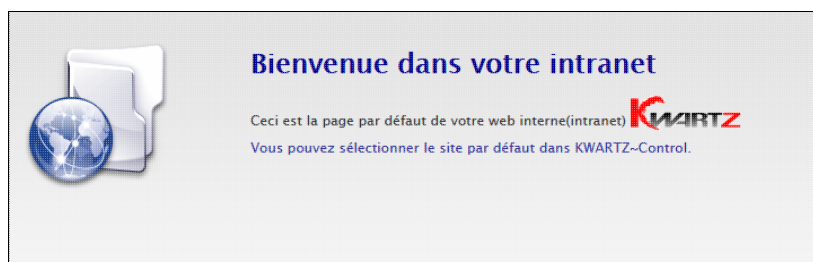 Bienvenue dans votre intranet
Ceci est la page par défaut de votre web interne(intranet) KWARTZ
Vous pouvez sélectionner le site par défaut dans KWARTZ~Control.